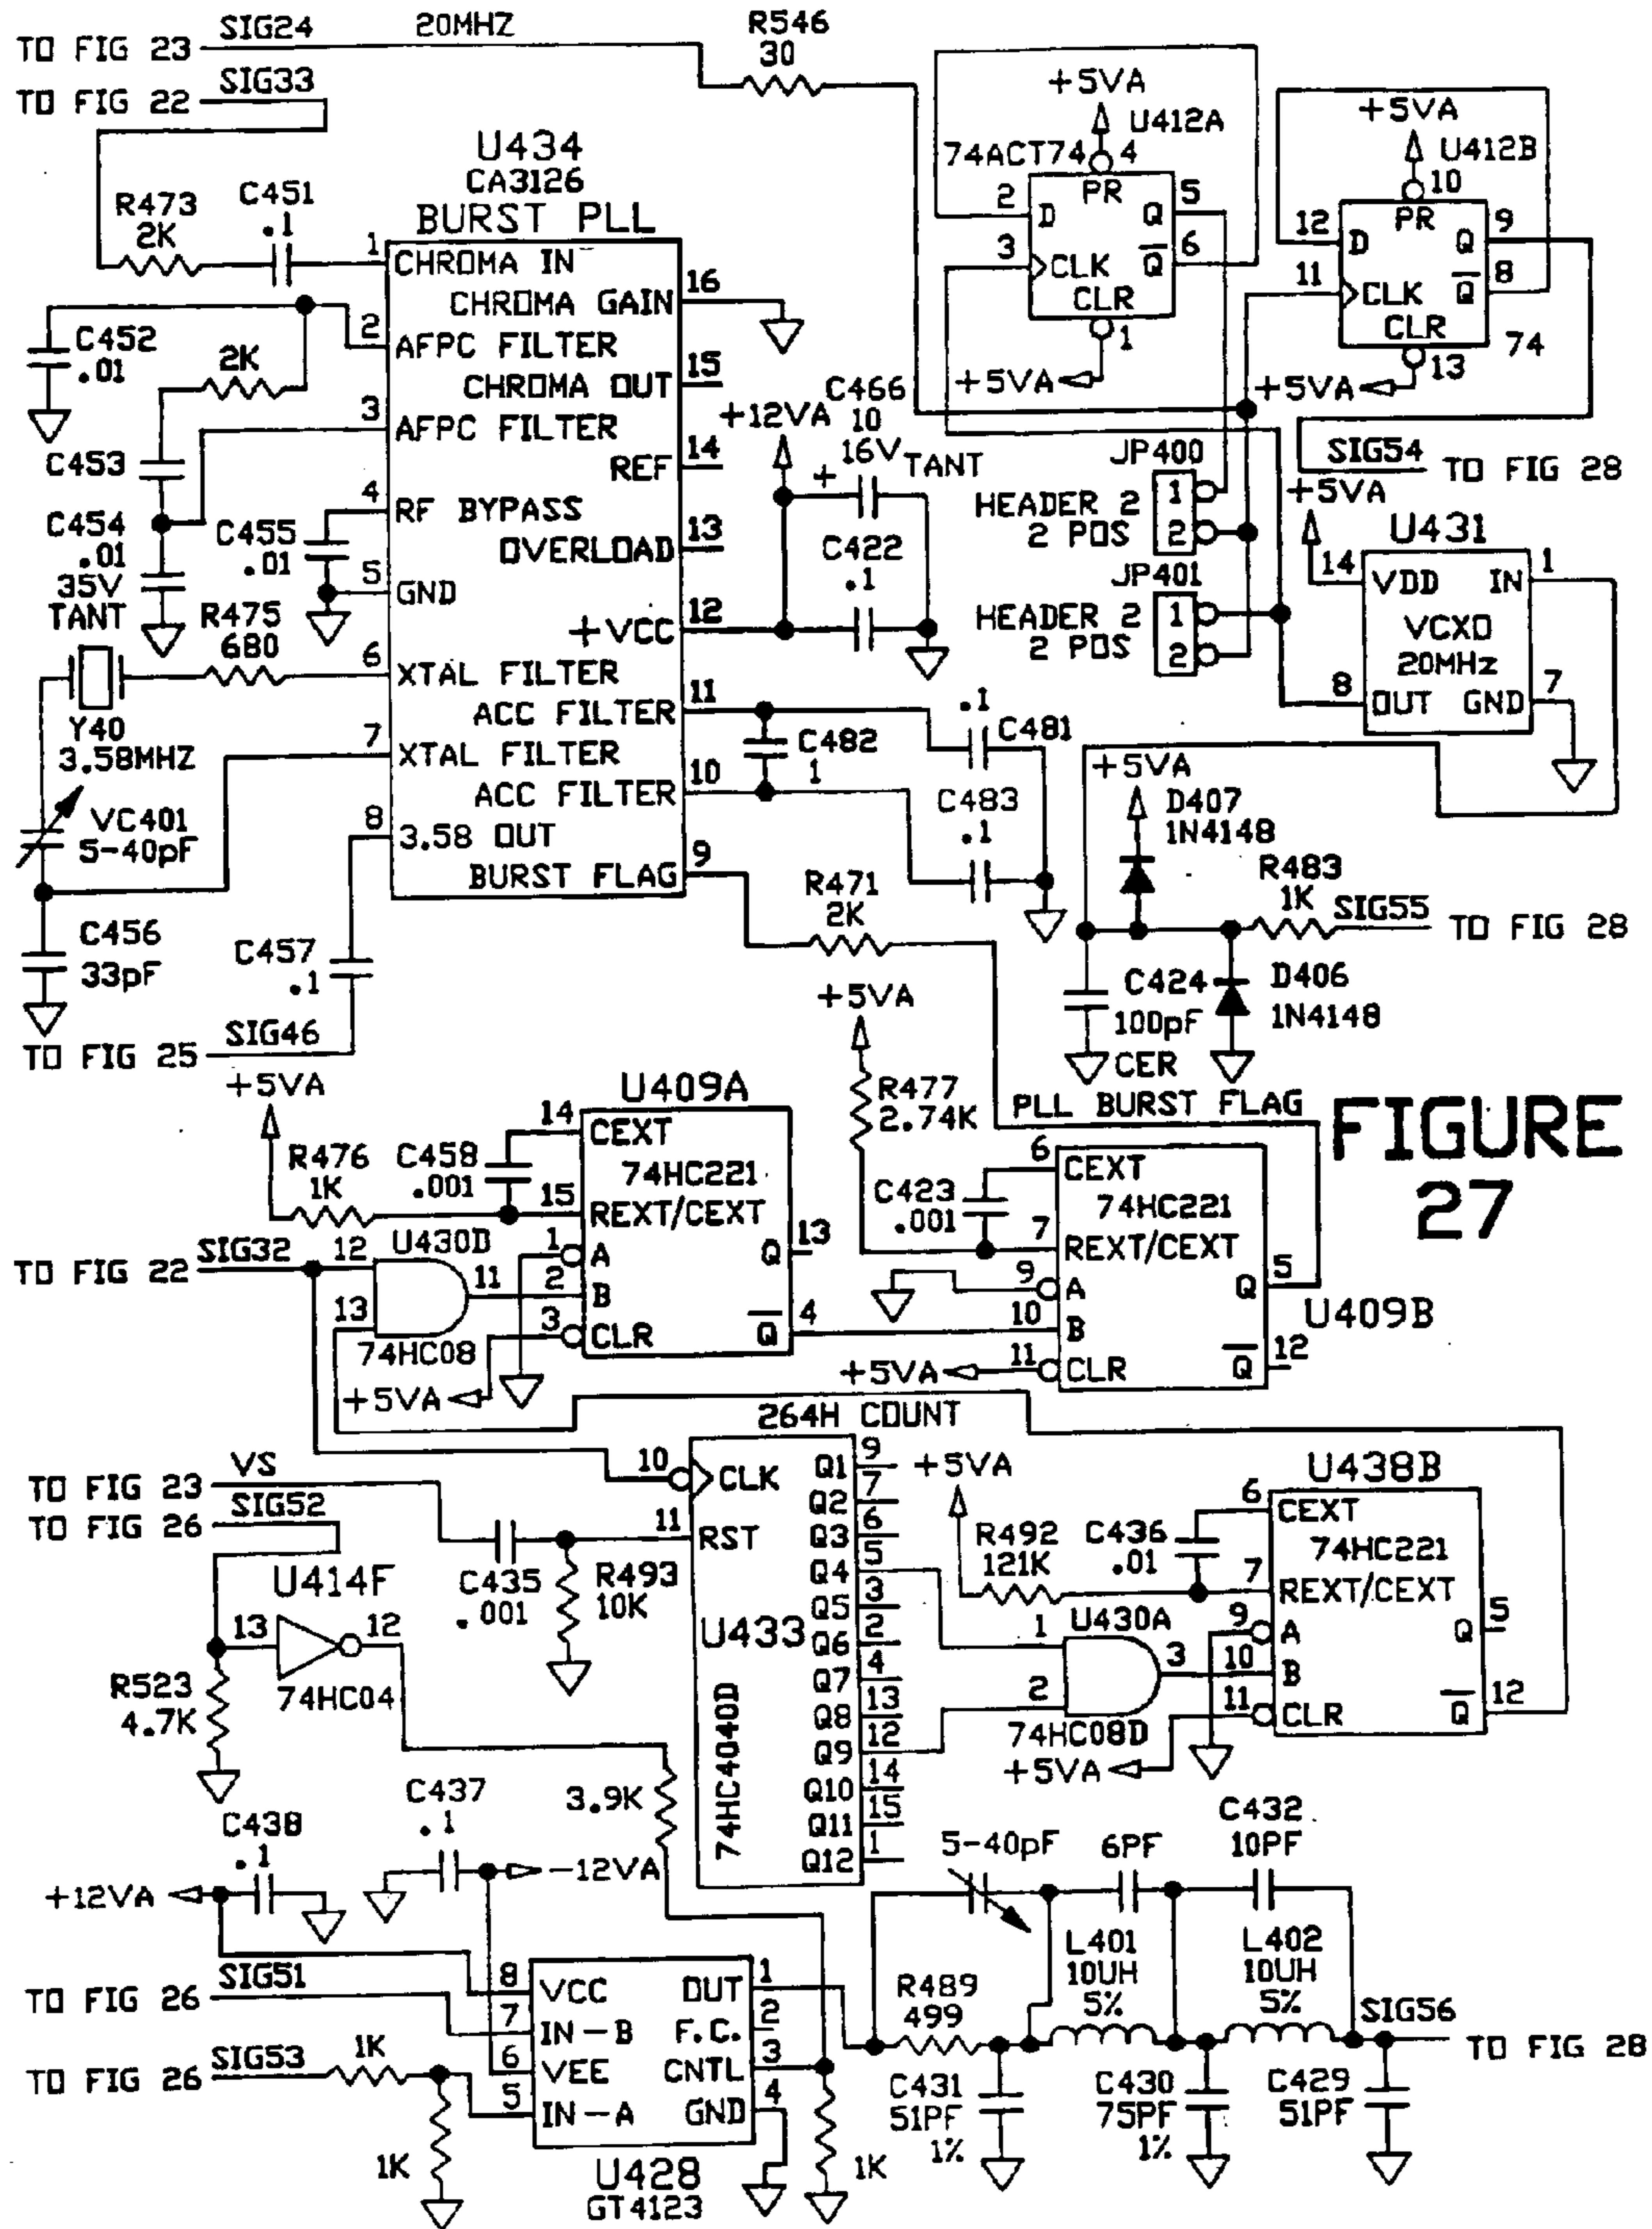 TO FIG 23 SIG24 20MHZ
R546
30
TO FIG 22 SIG33
U434
CA3126
BURST PLL
R473
2K
C451
.1
1 CHROMA IN
CHROMA GAIN 16
2 AFPC FILTER
CHROMA OUT 15
3 AFPC FILTER
REF 14
4 RF BYPASS
OVERLOAD 13
5 GND
+VCC 12
6 XTAL FILTER
ACC FILTER 11
7 XTAL FILTER
ACC FILTER 10
8 3.58 OUT
BURST FLAG 9
C452
.01
2K
C453
C454
.01
35V
TANT
C455
.01
R475
680
Y40
3.58MHZ
VC401
5-40pF
C456
33pF
C457
.1
TO FIG 25 SIG46
+12VA
C466
10
16V TANT
+
C422
.1
C482
1
.1
C481
C483
.1
R471
2K
+5VA
U412A
74ACT74
4
PR
2 D Q 5
3 CLK Q 6
CLR
1
+5VA
+5VA
U412B
10
PR
12 D Q 9
11 CLK Q 8
CLR
74
13
+5VA
SIG54 TO FIG 28
JP400
HEADER 2
2 POS
1
2
JP401
HEADER 2
2 POS
1
2
+5VA
U431
14 VDD IN 1
VCXO
20MHz
8 OUT GND 7
+5VA
D407
1N4148
R483
1K
SIG55 TO FIG 28
C424
100pF
CER
D406
1N4148
+5VA
R477
2.74K
PLL BURST FLAG
FIGURE
27
+5VA
R476
1K
C458
.001
U409A
14 CEXT
74HC221
15 REXT/CEXT
1 A
Q 13
2 B
3 CLR
Q 4
+5VA
TO FIG 22 SIG32
U430D
12
13
11
74HC08
C423
.001
6 CEXT
74HC221
7 REXT/CEXT
9 A
Q 5
10 B
11 CLR
Q 12
U409B
+5VA
264H COUNT
TO FIG 23 VS
TO FIG 26 SIG52
10 CLK
11 RST
U433
74HC4040D
Q1 9
Q2 7
Q3 6
Q4 5
Q5 3
Q6 2
Q7 4
Q8 13
Q9 12
Q10 14
Q11 15
Q12 1
C435
.001
R493
10K
U414F
13 12
74HC04
R523
4.7K
3.9K
+5VA
R492
121K
C436
.01
U430A
1
2
3
74HC08D
U438B
6 CEXT
74HC221
7 REXT/CEXT
9 A
Q 5
10 B
11 CLR
Q 12
+5VA
C437
.1
-12VA
C438
.1
+12VA
TO FIG 26 SIG51
TO FIG 26 SIG53
1K
1K
8 VCC OUT 1
7 IN-B F.C. 2
6 VEE CNTL 3
5 IN-A GND 4
U428
GT4123
1K
5-40pF
6PF
C432
10PF
R489
499
L401
10UH
5%
L402
10UH
5%
SIG56
TO FIG 28
C431
51PF
1%
C430
75PF
1%
C429
51PF